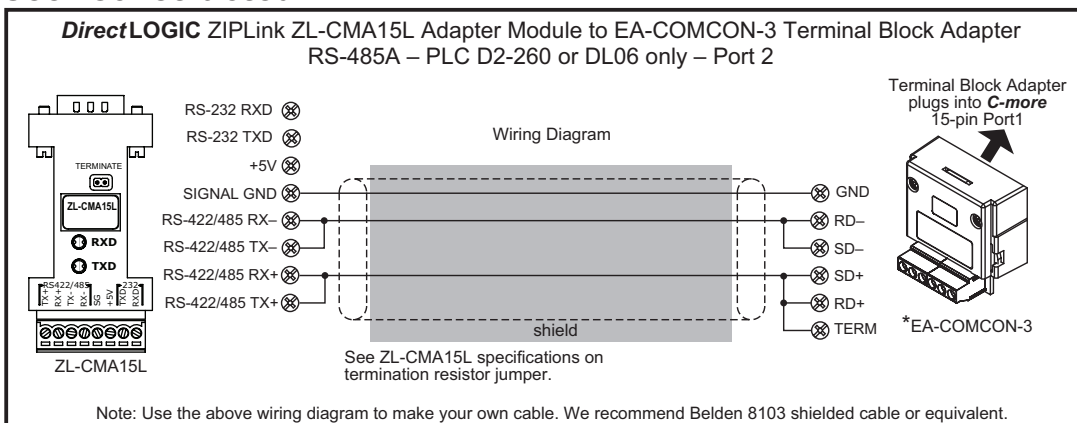 DirectLOGIC ZIPLink ZL-CMA15L Adapter Module to EA-COMCON-3 Terminal Block Adapter
RS-485A – PLC D2-260 or DL06 only – Port 2
Terminal Block Adapter
plugs into C-more
15-pin Port1
Wiring Diagram
TERMINATE
ZL-CMA15L
RXD
TXD
RS422/485
232
TX+
RX+
TX-
RX-
SG
+5V
TXD
RXD
ZL-CMA15L
RS-232 RXD
RS-232 TXD
+5V
SIGNAL GND
RS-422/485 RX–
RS-422/485 TX–
RS-422/485 RX+
RS-422/485 TX+
shield
GND
RD–
SD–
SD+
RD+
TERM
*EA-COMCON-3
See ZL-CMA15L specifications on
termination resistor jumper.
Note: Use the above wiring diagram to make your own cable. We recommend Belden 8103 shielded cable or equivalent.